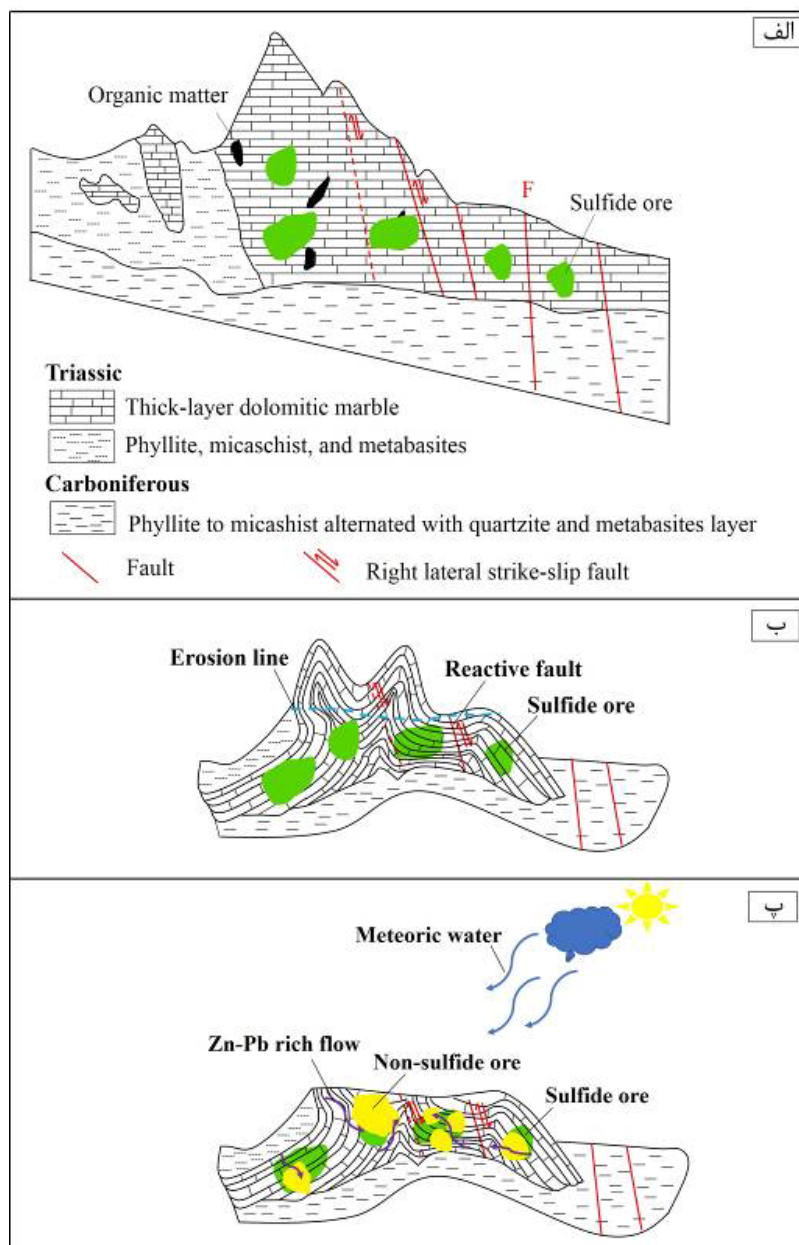 الف
Organic matter
F
Sulfide ore
Triassic
Thick-layer dolomitic marble
Phyllite, micaschist, and metabasites
Carboniferous
Phyllite to micashist alternated with quartzite and metabasites layer
Fault
Right lateral strike-slip fault
ب
Erosion line
Reactive fault
Sulfide ore
پ
Meteoric water
Zn-Pb rich flow
Non-sulfide ore
Sulfide ore